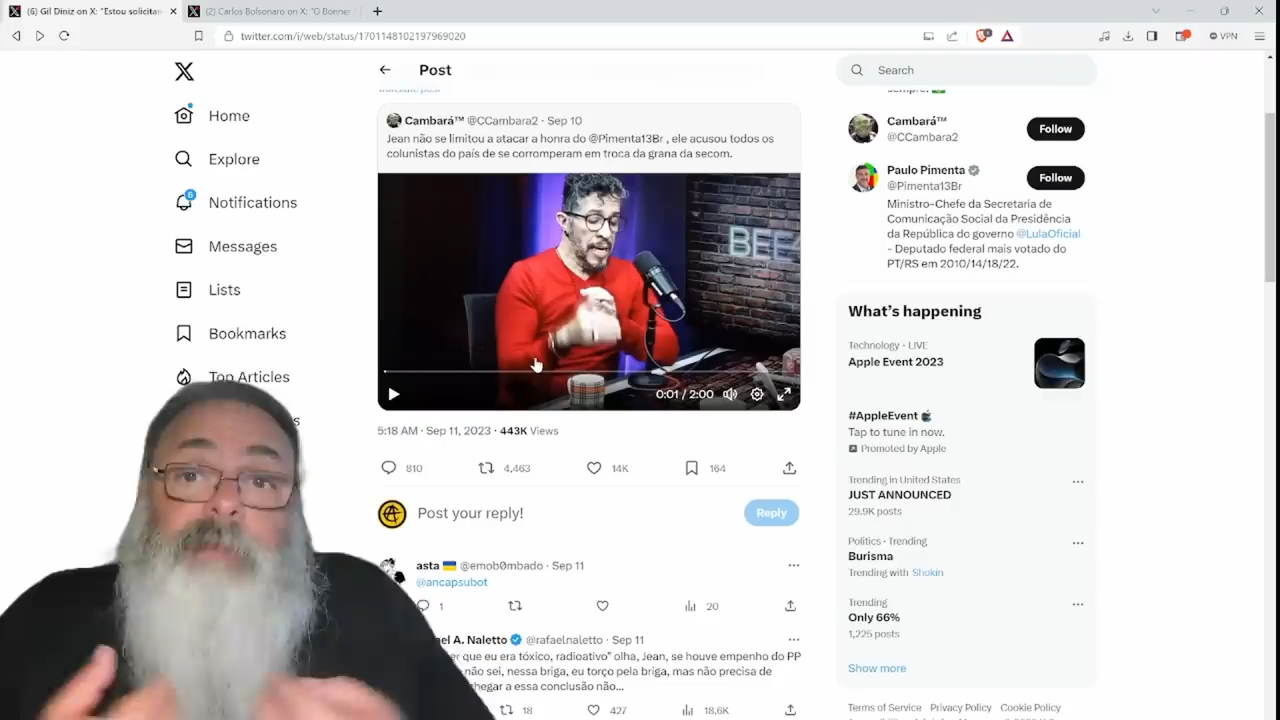 (6) Gil Diniz on X: "Estou solicitas
(2) Carlos Bolsonaro on X: "O Bonner
twitter.com/i/web/status/1701148102197969020
VPN
Post
Search
Home
Explore
6
Notifications
Messages
Lists
Bookmarks
Top Articles
Cambará™ @CCambara2 · Sep 10
Jean não se limitou a atacar a honra do @Pimenta13Br , ele acusou todos os
colunistas do país de se corromperam em troca da grana da secom.
BEE
0:01 / 2:00
5:18 AM · Sep 11, 2023 · 443K Views
810
4,463
14K
164
Post your reply!
Reply
asta @emob0mbado · Sep 11
@ancapsubot
1
20
el A. Naletto @rafaelnaletto · Sep 11
er que eu era tóxico, radioativo" olha, Jean, se houve empenho do PP
não sei, nessa briga, eu torço pela briga, mas não precisa de
hegar a essa conclusão não...
18
427
18.6K
Cambará™
@CCambara2
Follow
Paulo Pimenta
@Pimenta13Br
Follow
Ministro-Chefe da Secretaria de
Comunicação Social da Presidência
da República do governo @LulaOficial
- Deputado federal mais votado do
PT/RS em 2010/14/18/22.
What's happening
Technology · LIVE
Apple Event 2023
#AppleEvent
Tap to tune in now.
Promoted by Apple
Trending in United States
JUST ANNOUNCED
29.9K posts
Politics · Trending
Burisma
Trending with Shokin
Trending
Only 66%
1,225 posts
Show more
Terms of Service Privacy Policy Cookie Policy